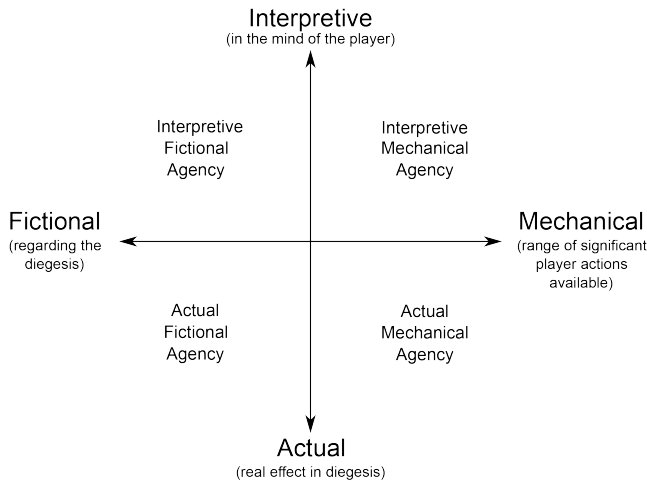 Interpretive
(in the mind of the player)
Interpretive
Fictional
Agency
Interpretive
Mechanical
Agency
Fictional
(regarding the
diegesis)
Mechanical
(range of significant
player actions
available)
Actual
Fictional
Agency
Actual
Mechanical
Agency
Actual
(real effect in diegesis)